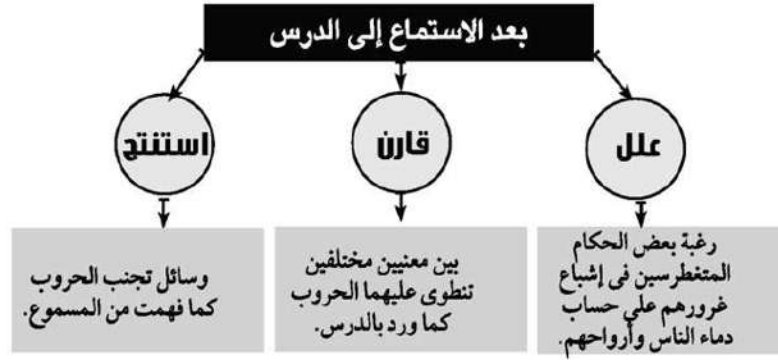 بعد الاستماع إلى الدرس
علل
قارن
استنتج
رغبة بعض الحكام
المتغطرسين فى إشباع
غرورهم علي حساب
دماء الناس وأرواحهم.
بين معنيين مختلفين
تنطوى عليهما الحروب
كما ورد بالدرس.
وسائل تجنب الحروب
كما فهمت من المسموع.